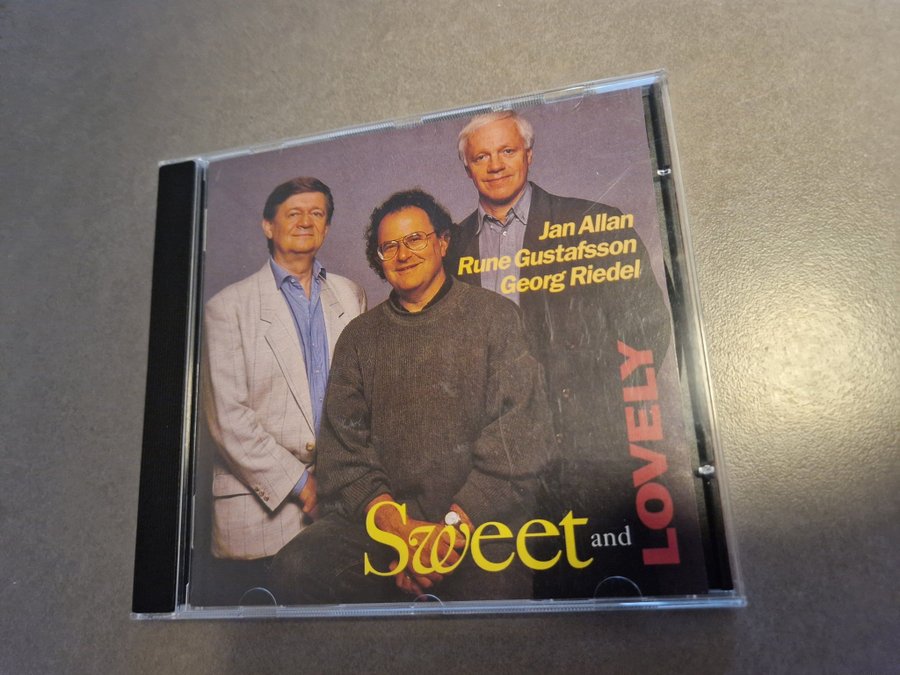 Jan Allan
Rune Gustafsson
Georg Riedel
Sweet and LOVELY